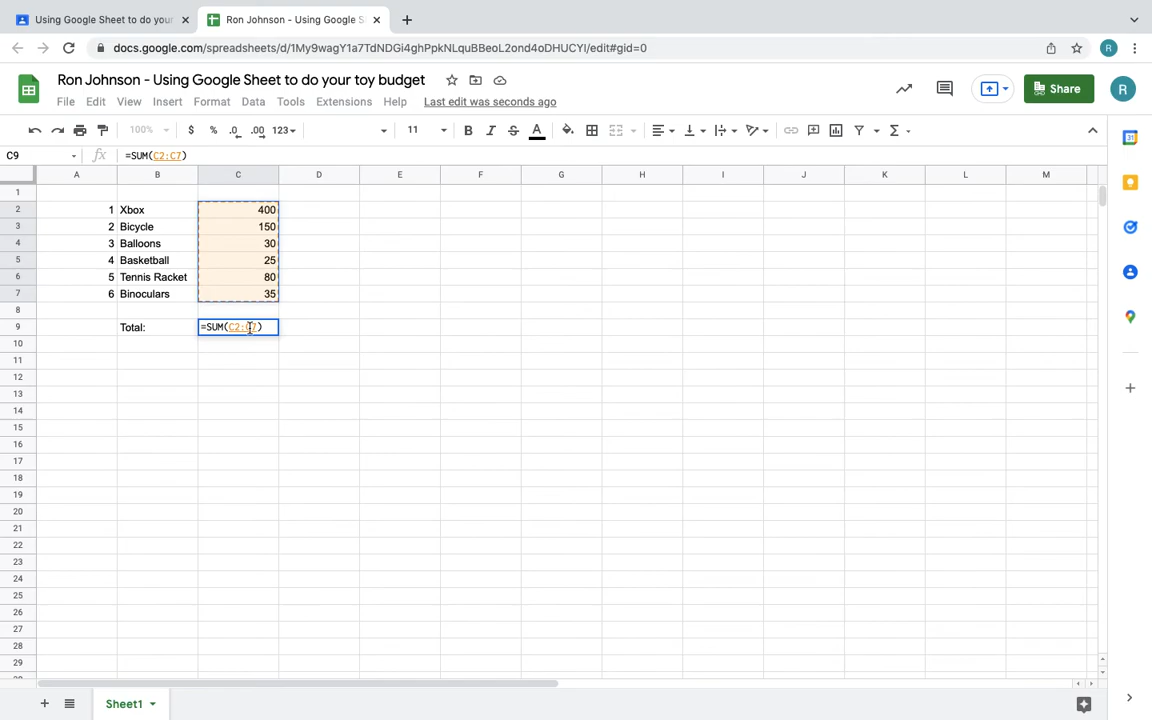 Using Google Sheet to do your
Ron Johnson - Using Google S
docs.google.com/spreadsheets/d/1My9wagY1a7TdNDGi4ghPpkNLquBBeoL2ond4oDHUCYI/edit#gid=0
R
Ron Johnson - Using Google Sheet to do your toy budget
File Edit View Insert Format Data Tools Extensions Help Last edit was seconds ago
Share
R
100% $ % .0 .00 123 11 B I S A Σ
C9 fx =SUM(C2:C7)
A B C D E F G H I J K L M
1
2 1 Xbox 400
3 2 Bicycle 150
4 3 Balloons 30
5 4 Basketball 25
6 5 Tennis Racket 80
7 6 Binoculars 35
8
9 Total: =SUM(C2:C7)
10
11
12
13
14
15
16
17
18
19
20
21
22
23
24
25
26
27
28
29
31
Sheet1